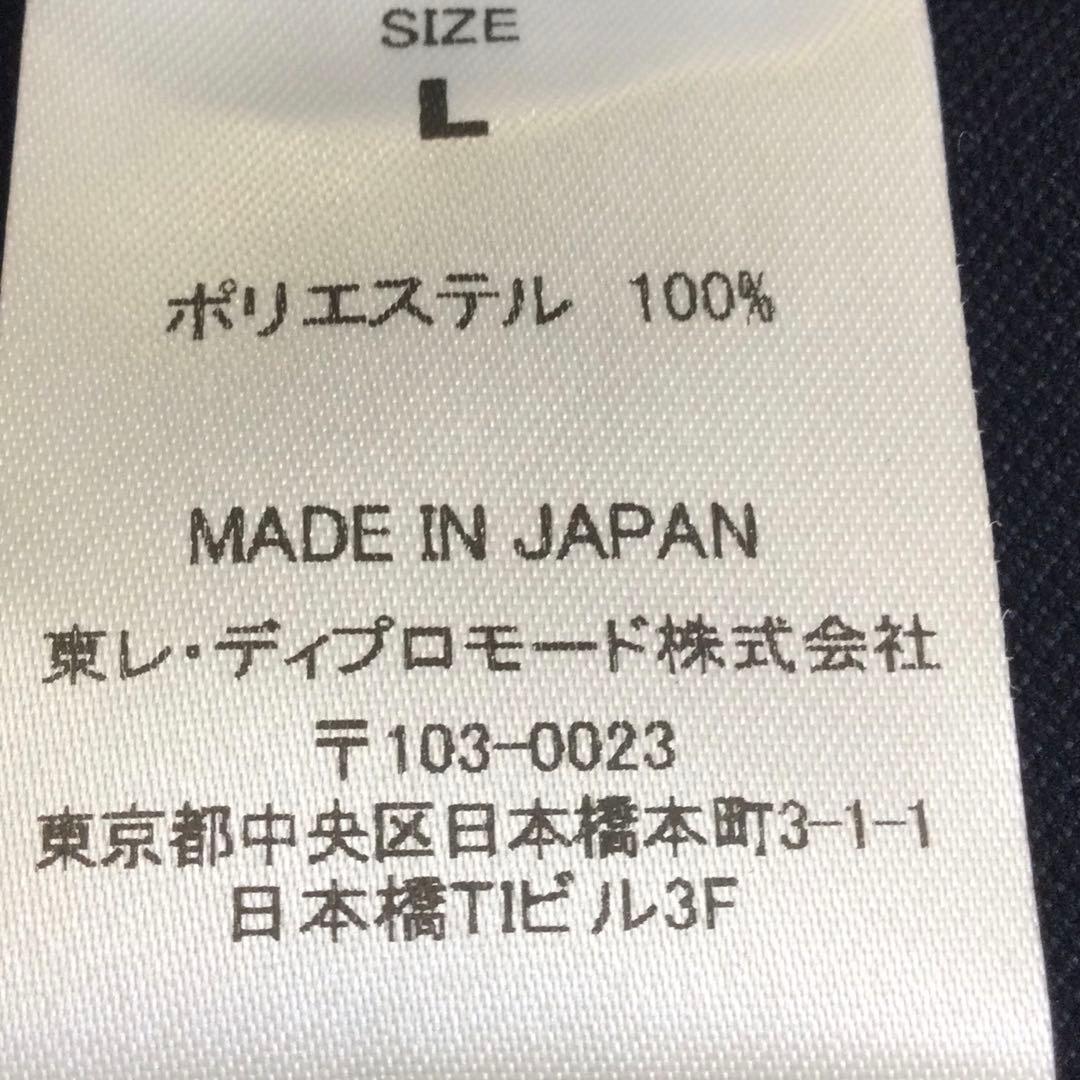 SIZE
L
ポリエステル 100%
MADE IN JAPAN
東レ・ディプロモード株式会社
〒103-0023
東京都中央区日本橋本町3-1-1
日本橋TIビル3F